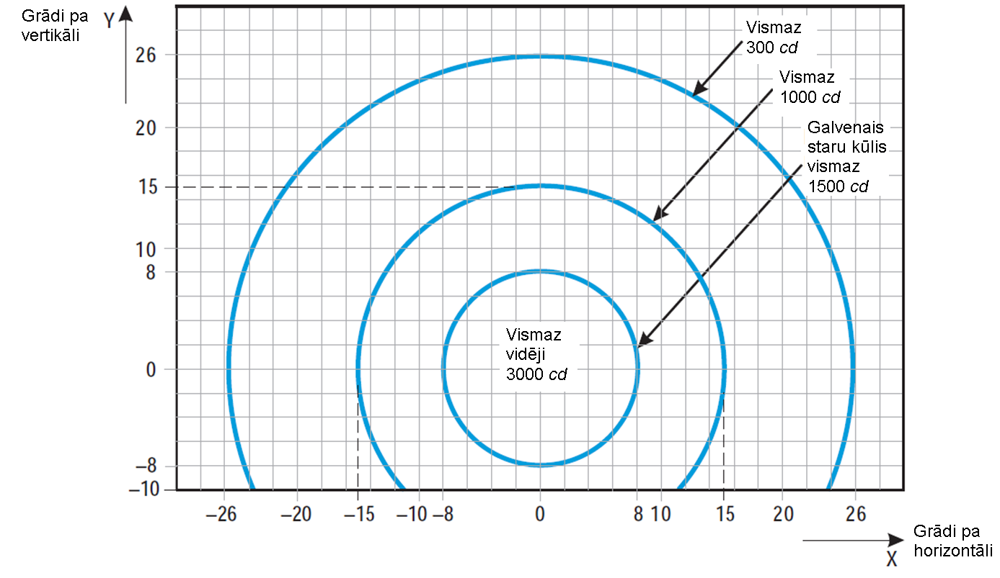 Grādi pa
vertikāli
Y
Vismaz
300 cd
Vismaz
1000 cd
Galvenais
staru kūlis
vismaz
1500 cd
Vismaz
vidēji
3000 cd
26
20
15
10
8
0
–8
–10
–26 –20 –15 –10 –8 0 8 10 15 20 26
X
Grādi pa
horizontāli